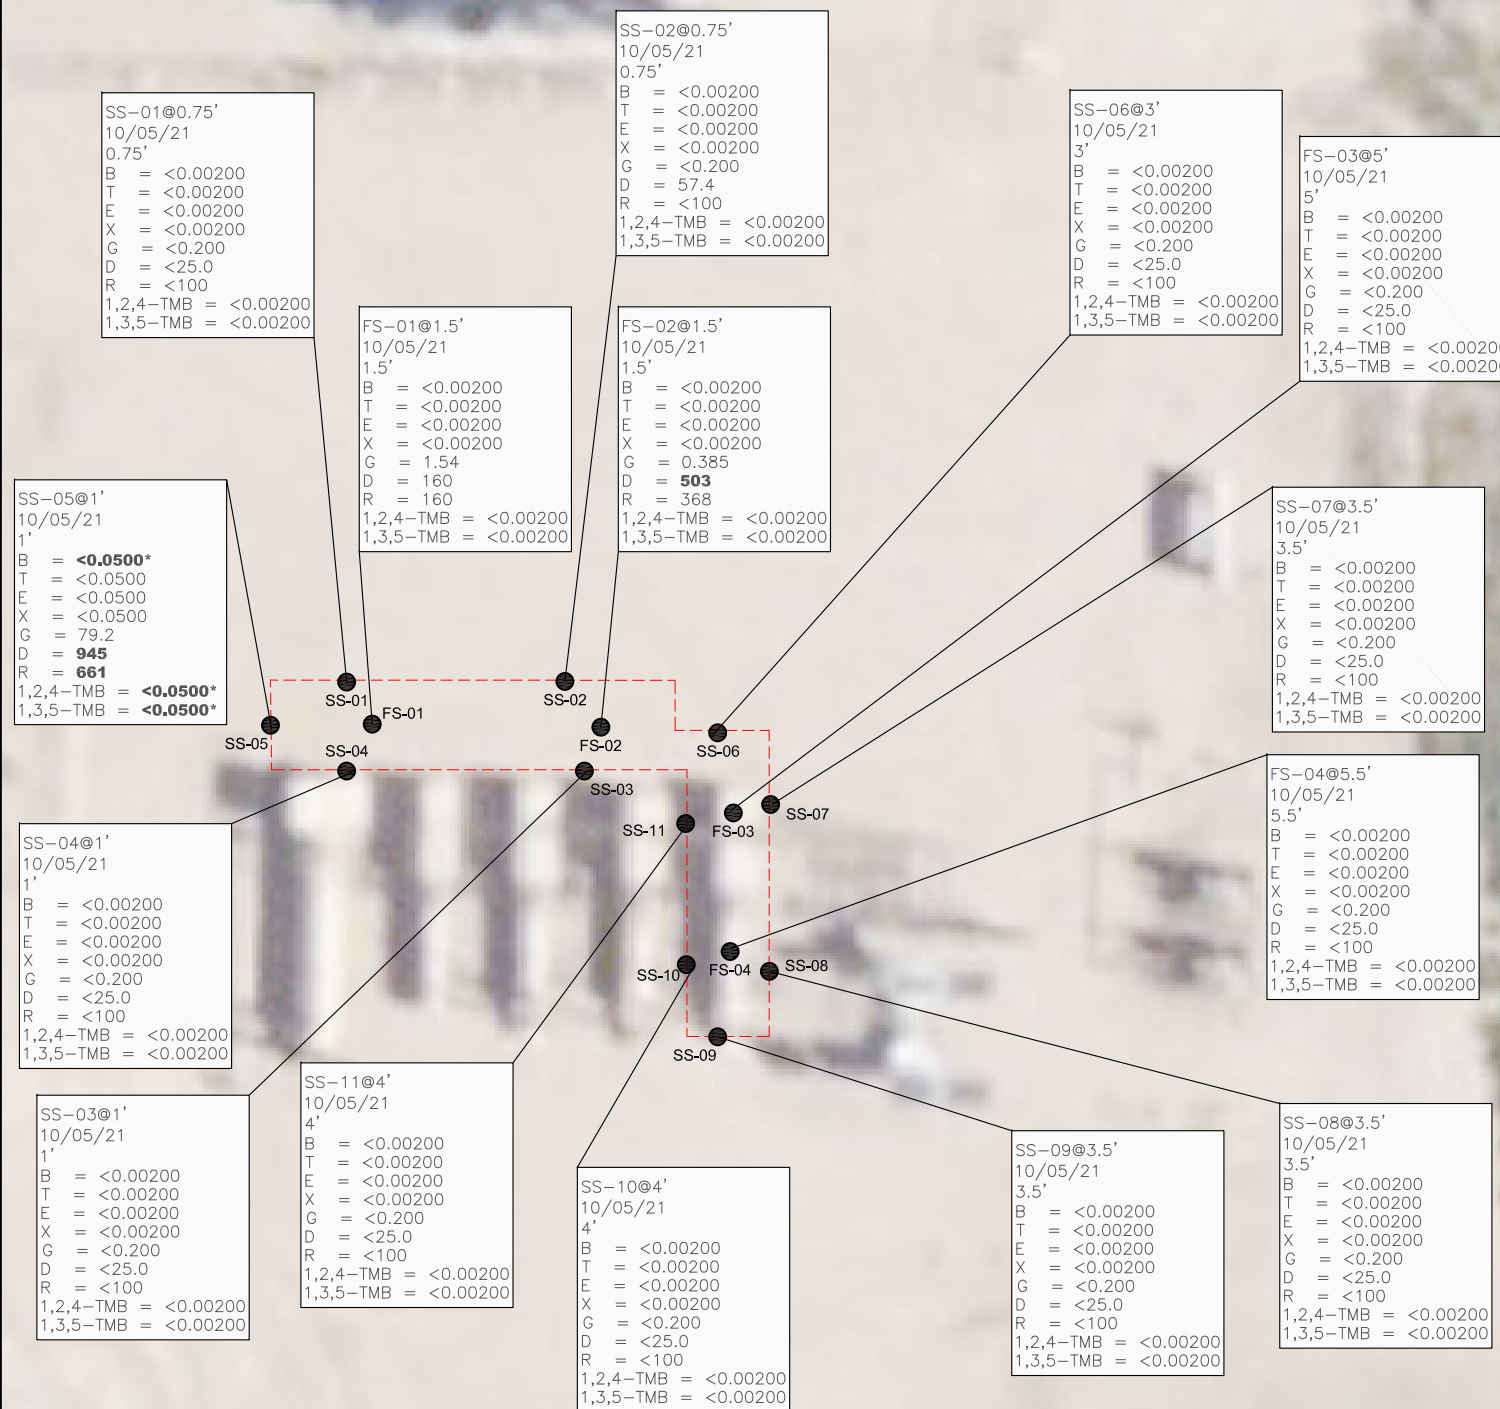 SS-02@0.75'
10/05/21
0.75'
B = <0.00200
T = <0.00200
E = <0.00200
X = <0.00200
G = <0.200
D = 57.4
R = <100
1,2,4-TMB = <0.00200
1,3,5-TMB = <0.00200
SS-01@0.75'
10/05/21
0.75'
B = <0.00200
T = <0.00200
E = <0.00200
X = <0.00200
G = <0.200
D = <25.0
R = <100
1,2,4-TMB = <0.00200
1,3,5-TMB = <0.00200
SS-06@3'
10/05/21
3'
B = <0.00200
T = <0.00200
E = <0.00200
X = <0.00200
G = <0.200
D = <25.0
R = <100
1,2,4-TMB = <0.00200
1,3,5-TMB = <0.00200
FS-03@5'
10/05/21
5'
B = <0.00200
T = <0.00200
E = <0.00200
X = <0.00200
G = <0.200
D = <25.0
R = <100
1,2,4-TMB = <0.00200
1,3,5-TMB = <0.00200
FS-01@1.5'
10/05/21
1.5'
B = <0.00200
T = <0.00200
E = <0.00200
X = <0.00200
G = 1.54
D = 160
R = 160
1,2,4-TMB = <0.00200
1,3,5-TMB = <0.00200
FS-02@1.5'
10/05/21
1.5'
B = <0.00200
T = <0.00200
E = <0.00200
X = <0.00200
G = 0.385
D = 503
R = 368
1,2,4-TMB = <0.00200
1,3,5-TMB = <0.00200
SS-05@1'
10/05/21
1'
B = <0.0500*
T = <0.0500
E = <0.0500
X = <0.0500
G = 79.2
D = 945
R = 661
1,2,4-TMB = <0.0500*
1,3,5-TMB = <0.0500*
SS-07@3.5'
10/05/21
3.5'
B = <0.00200
T = <0.00200
E = <0.00200
X = <0.00200
G = <0.200
D = <25.0
R = <100
1,2,4-TMB = <0.00200
1,3,5-TMB = <0.00200
SS-01
SS-02
FS-01
SS-05
SS-04
FS-02
SS-06
SS-03
SS-11
FS-03
SS-07
SS-10
FS-04
SS-08
SS-09
FS-04@5.5'
10/05/21
5.5'
B = <0.00200
T = <0.00200
E = <0.00200
X = <0.00200
G = <0.200
D = <25.0
R = <100
1,2,4-TMB = <0.00200
1,3,5-TMB = <0.00200
SS-04@1'
10/05/21
1'
B = <0.00200
T = <0.00200
E = <0.00200
X = <0.00200
G = <0.200
D = <25.0
R = <100
1,2,4-TMB = <0.00200
1,3,5-TMB = <0.00200
SS-03@1'
10/05/21
1'
B = <0.00200
T = <0.00200
E = <0.00200
X = <0.00200
G = <0.200
D = <25.0
R = <100
1,2,4-TMB = <0.00200
1,3,5-TMB = <0.00200
SS-11@4'
10/05/21
4'
B = <0.00200
T = <0.00200
E = <0.00200
X = <0.00200
G = <0.200
D = <25.0
R = <100
1,2,4-TMB = <0.00200
1,3,5-TMB = <0.00200
SS-10@4'
10/05/21
4'
B = <0.00200
T = <0.00200
E = <0.00200
X = <0.00200
G = <0.200
D = <25.0
R = <100
1,2,4-TMB = <0.00200
1,3,5-TMB = <0.00200
SS-09@3.5'
10/05/21
3.5'
B = <0.00200
T = <0.00200
E = <0.00200
X = <0.00200
G = <0.200
D = <25.0
R = <100
1,2,4-TMB = <0.00200
1,3,5-TMB = <0.00200
SS-08@3.5'
10/05/21
3.5'
B = <0.00200
T = <0.00200
E = <0.00200
X = <0.00200
G = <0.200
D = <25.0
R = <100
1,2,4-TMB = <0.00200
1,3,5-TMB = <0.00200